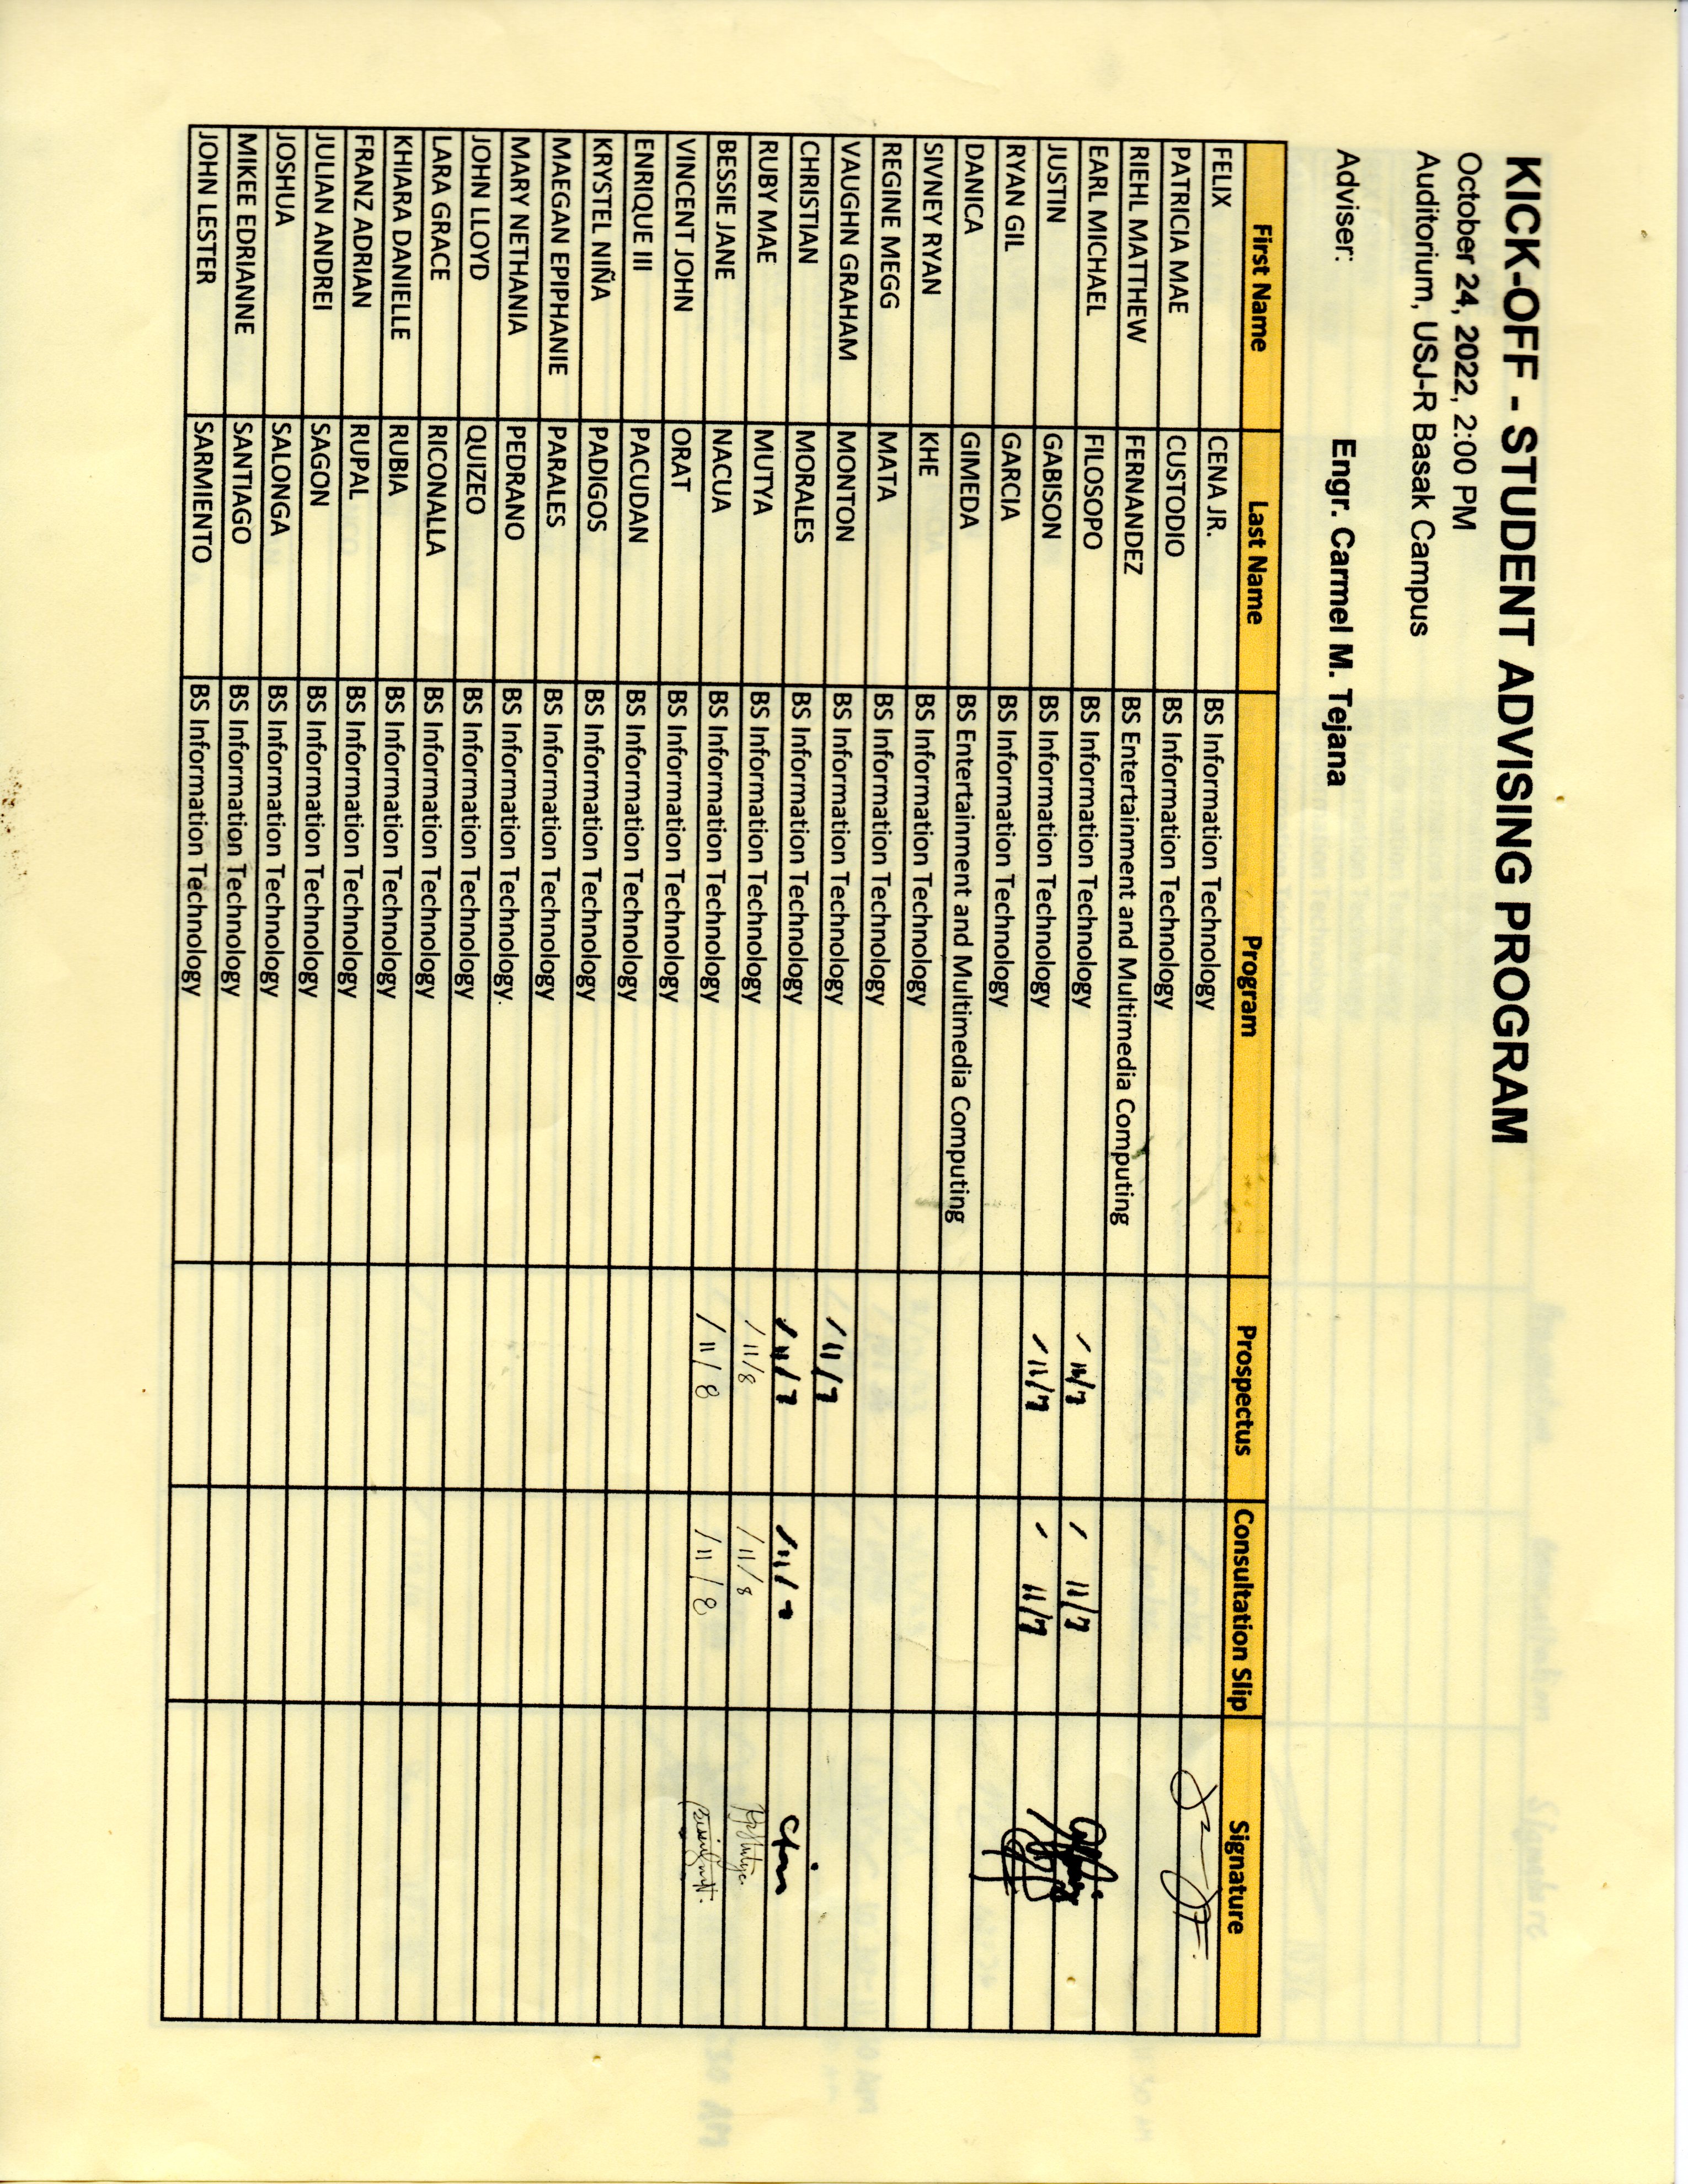 KICK-OFF - STUDENT ADVISING PROGRAM
October 24, 2022, 2:00 PM
Auditorium, USJ-R Basak Campus
Adviser: Engr. Carmel M. Tejana
First Name Last Name Program Prospectus Consultation Slip Signature
FELIX CENA JR. BS Information Technology
PATRICIA MAE CUSTODIO BS Information Technology
RIEHL MATTHEW FERNANDEZ BS Entertainment and Multimedia Computing
EARL MICHAEL FILOSOPO BS Information Technology / 11/7 / 11/7
JUSTIN GABISON BS Information Technology / 11/7 / 11/7
RYAN GIL GARCIA BS Information Technology
DANICA GIMEDA BS Entertainment and Multimedia Computing
SIVNEY RYAN KHE BS Information Technology
REGINE MEGG MATA BS Information Technology
VAUGHN GRAHAM MONTON BS Information Technology / 11/7
CHRISTIAN MORALES BS Information Technology / 11/7 / 11/7
RUBY MAE MUTYA BS Information Technology / 11/8 / 11/8
BESSIE JANE NACUA BS Information Technology / 11/8 / 11/8
VINCENT JOHN ORAT BS Information Technology
ENRIQUE III PACUDAN BS Information Technology
KRYSTEL NIÑA PADIGOS BS Information Technology
MAEGAN EPIPHANIE PARALES BS Information Technology
MARY NETHANIA PEDRANO BS Information Technology
JOHN LLOYD QUIZEO BS Information Technology
LARA GRACE RICONALLA BS Information Technology
KHIARA DANIELLE RUBIA BS Information Technology
FRANZ ADRIAN RUPAL BS Information Technology
JULIAN ANDREI SAGON BS Information Technology
JOSHUA SALONGA BS Information Technology
MIKEE EDRIANNE SANTIAGO BS Information Technology
JOHN LESTER SARMIENTO BS Information Technology